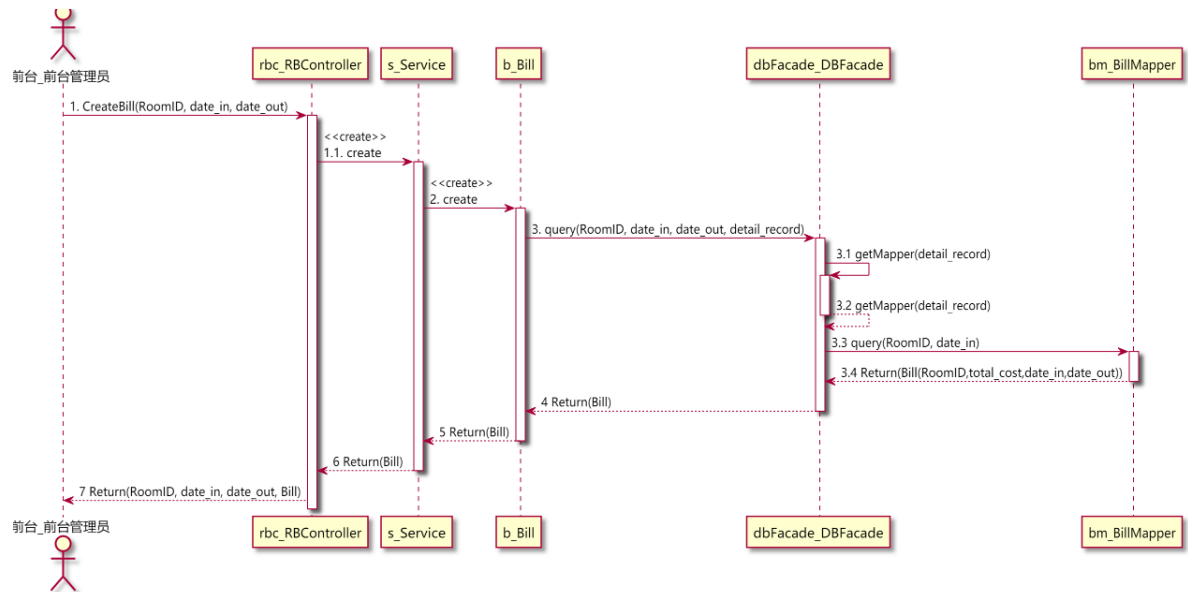 前台_前台管理员
rbc_RBController
s_Service
b_Bill
dbFacade_DBFacade
bm_BillMapper
1. CreateBill(RoomID, date_in, date_out)
<<create>>
1.1. create
<<create>>
2. create
3. query(RoomID, date_in, date_out, detail_record)
3.1 getMapper(detail_record)
3.2 getMapper(detail_record)
3.3 query(RoomID, date_in)
3.4 Return(Bill(RoomID,total_cost,date_in,date_out))
4 Return(Bill)
5 Return(Bill)
6 Return(Bill)
7 Return(RoomID, date_in, date_out, Bill)
前台_前台管理员
rbc_RBController
s_Service
b_Bill
dbFacade_DBFacade
bm_BillMapper